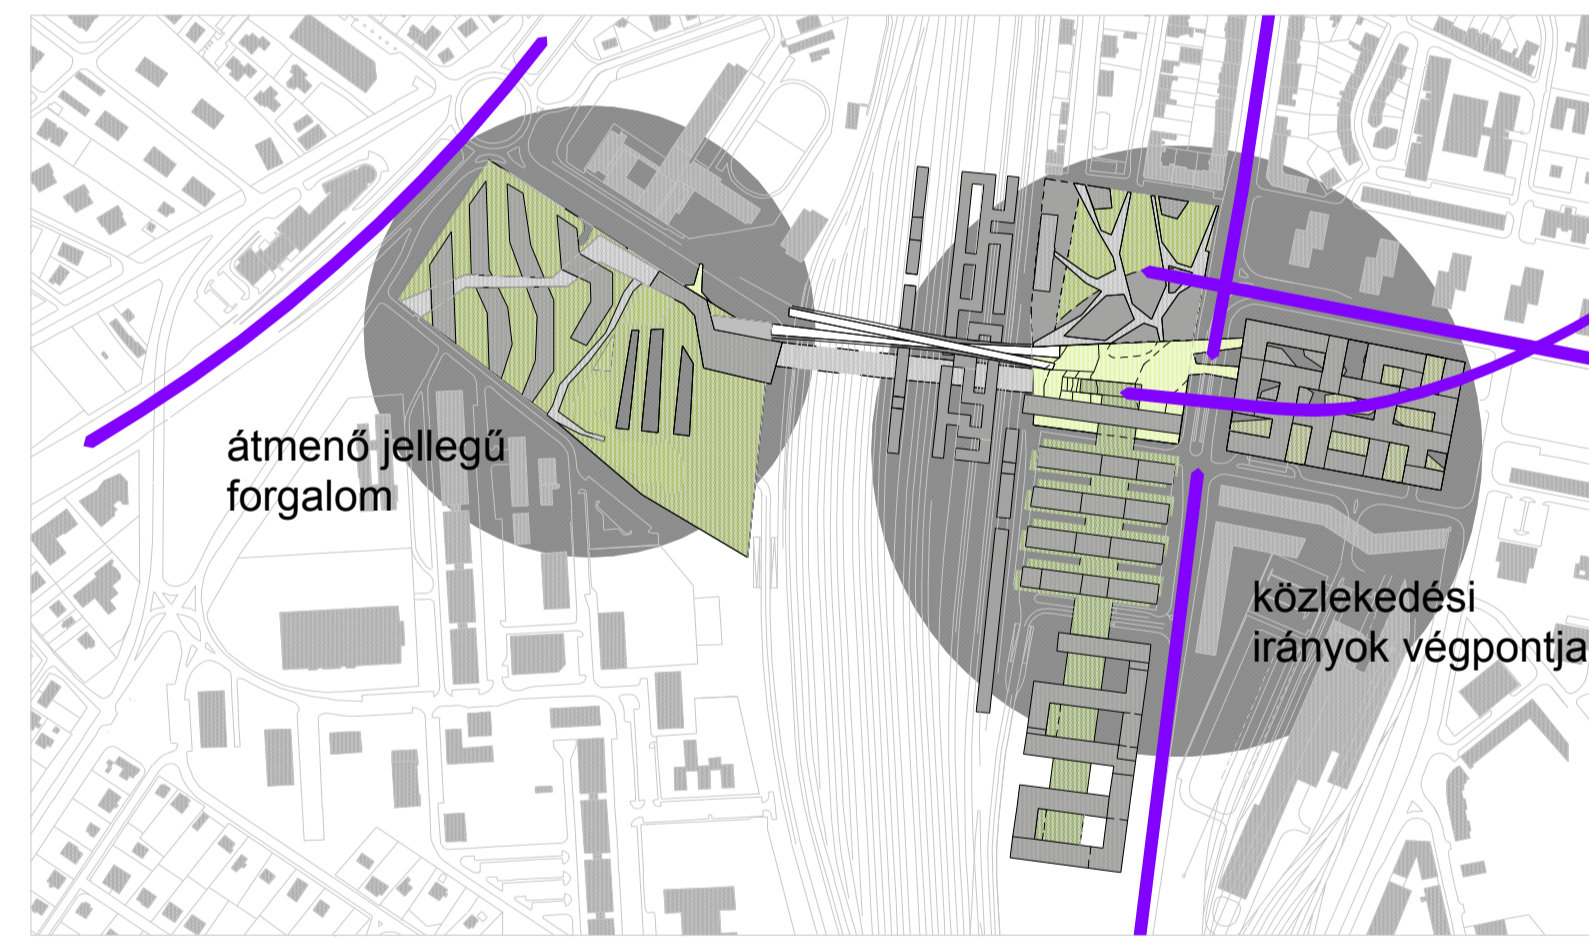 átmenő jellegű
forgalom
közlekedési
irányok végpontja